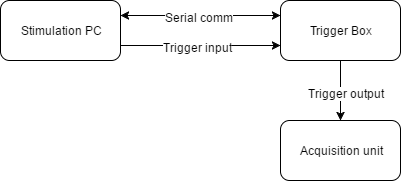 Stimulation PC
Serial comm
Trigger Box
Trigger input
Trigger output
Acquisition unit